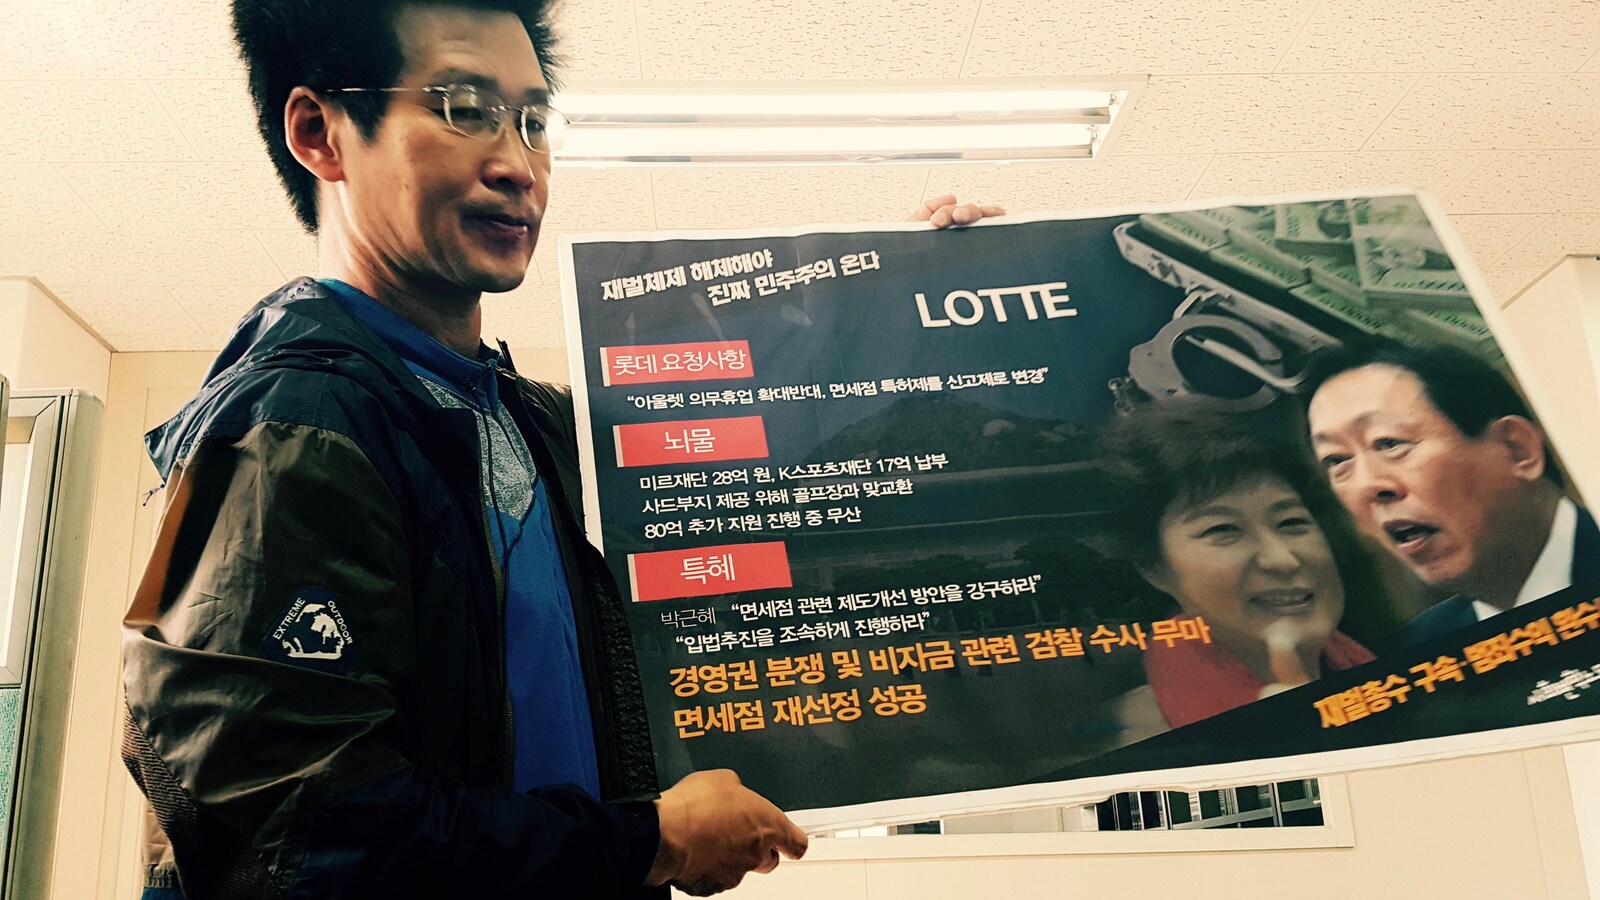 재벌체제 해체해야
진짜 민주주의 온다
LOTTE
롯데 요청사항
“아울렛 의무휴업 확대반대, 면세점 특허제를 신고제로 변경”
뇌물
미르재단 28억 원, K스포츠재단 17억 납부
사드부지 제공 위해 골프장과 맞교환
80억 추가 지원 진행 중 무산
특혜
박근혜 “면세점 관련 제도개선 방안을 강구하라”
“입법추진을 조속하게 진행하라”
경영권 분쟁 및 비자금 관련 검찰 수사 무마
면세점 재선정 성공
재벌총수 구속·범죄수익 환수
EXTREME
OUTDOOR